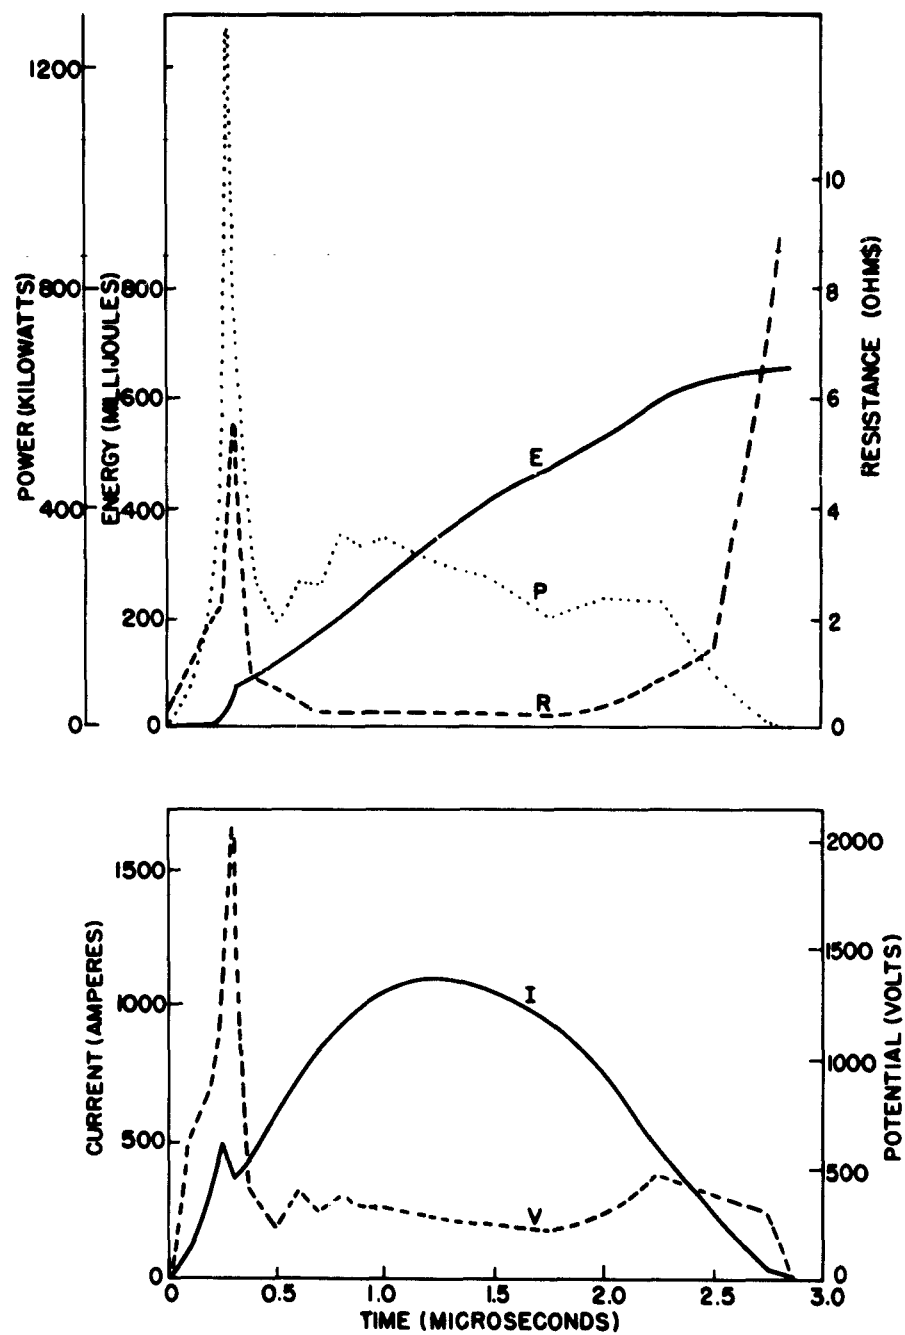 1200
800
400
0
POWER (KILOWATTS)
ENERGY (MILLIJOULES)
800
600
400
200
0
10
8
6
4
2
0
RESISTANCE (OHMS)
E
P
R
1500
1000
500
0
CURRENT (AMPERES)
2000
1500
1000
500
0
POTENTIAL (VOLTS)
I
V
0 0.5 1.0 1.5 2.0 2.5 3.0
TIME (MICROSECONDS)